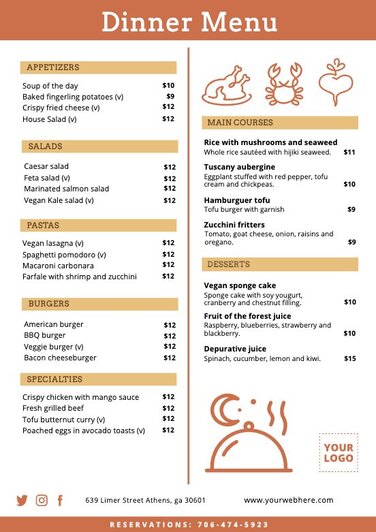 Dinner Menu
APPETIZERS
Soup of the day $10
Baked fingerling potatoes (v) $9
Crispy fried cheese (v) $12
House Salad (v) $12
SALADS
Caesar salad $12
Feta salad (v) $12
Marinated salmon salad $12
Vegan Kale salad (v) $12
PASTAS
Vegan lasagna (v) $12
Spaghetti pomodoro (v) $12
Macaroni carbonara $12
Farfale with shrimp and zucchini $12
BURGERS
American burger $12
BBQ burger $12
Veggie burger (v) $12
Bacon cheeseburger $12
SPECIALTIES
Crispy chicken with mango sauce $12
Fresh grilled beef $12
Tofu butternut curry (v) $12
Poached eggs in avocado toasts (v) $12
MAIN COURSES
Rice with mushrooms and seaweed
Whole rice sautéed with hijiki seaweed. $11
Tuscany aubergine
Eggplant stuffed with red pepper, tofu
cream and chickpeas. $10
Hamburguer tofu
Tofu burger with garnish $9
Zucchini fritters
Tomato, goat cheese, onion, raisins and
oregano. $9
DESSERTS
Vegan sponge cake
Sponge cake with soy yougurt,
cranberry and chestnut filling. $10
Fruit of the forest juice
Raspberry, blueberries, strawberry and
blackberry. $10
Depurative juice
Spinach, cucumber, lemon and kiwi. $15
YOUR
LOGO
639 Limer Street Athens, ga 30601
www.yourwebhere.com
RESERVATIONS: 706-474-5923